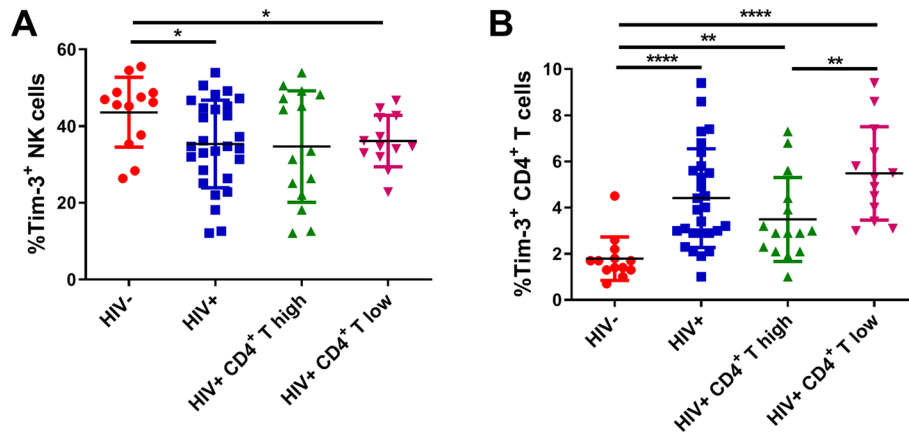 A
*
*
%Tim-3⁺ NK cells
60
40
20
0
HIV-
HIV+
HIV+ CD4⁺ T high
HIV+ CD4⁺ T low
B
****
**
****
**
%Tim-3⁺ CD4⁺ T cells
10
8
6
4
2
0
HIV-
HIV+
HIV+ CD4⁺ T high
HIV+ CD4⁺ T low